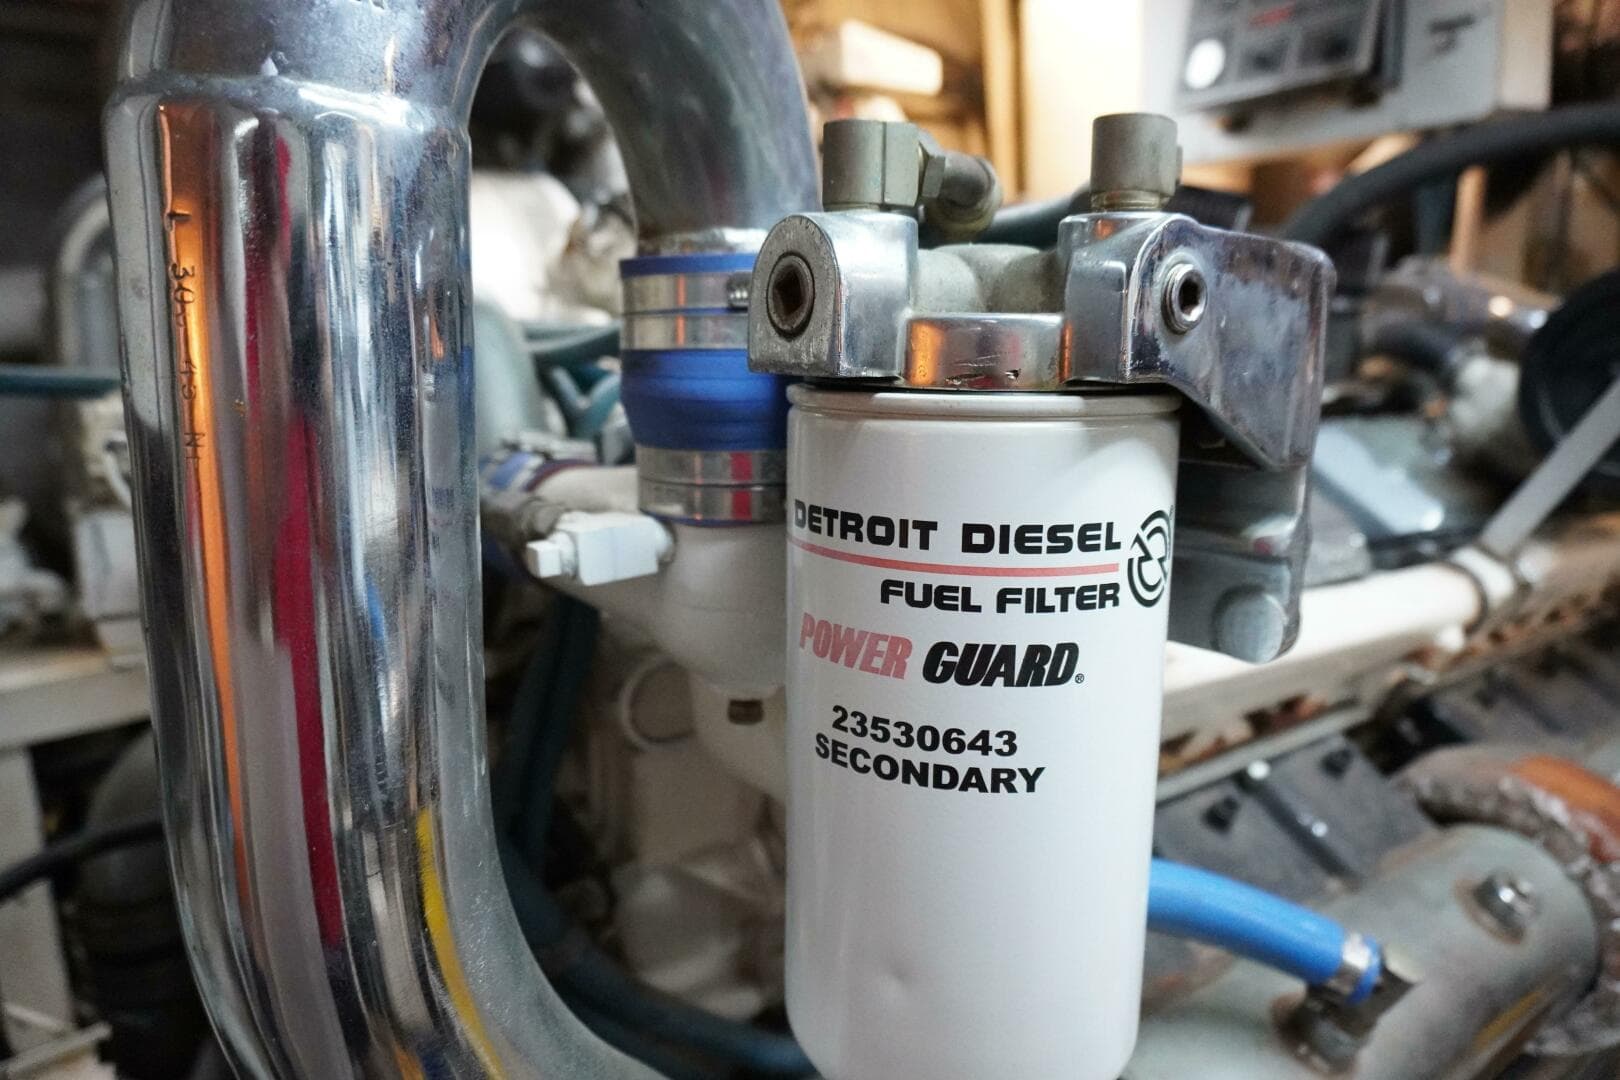 DETROIT DIESEL
FUEL FILTER
POWER GUARD®
23530643
SECONDARY